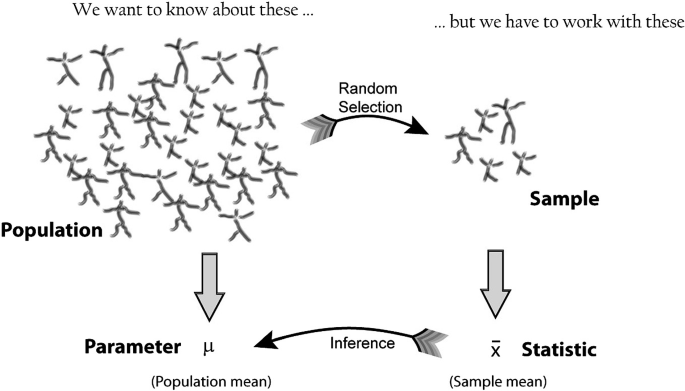 We want to know about these ...
... but we have to work with these
Random
Selection
Population
Sample
Parameter μ
Inference
x̄ Statistic
(Population mean)
(Sample mean)